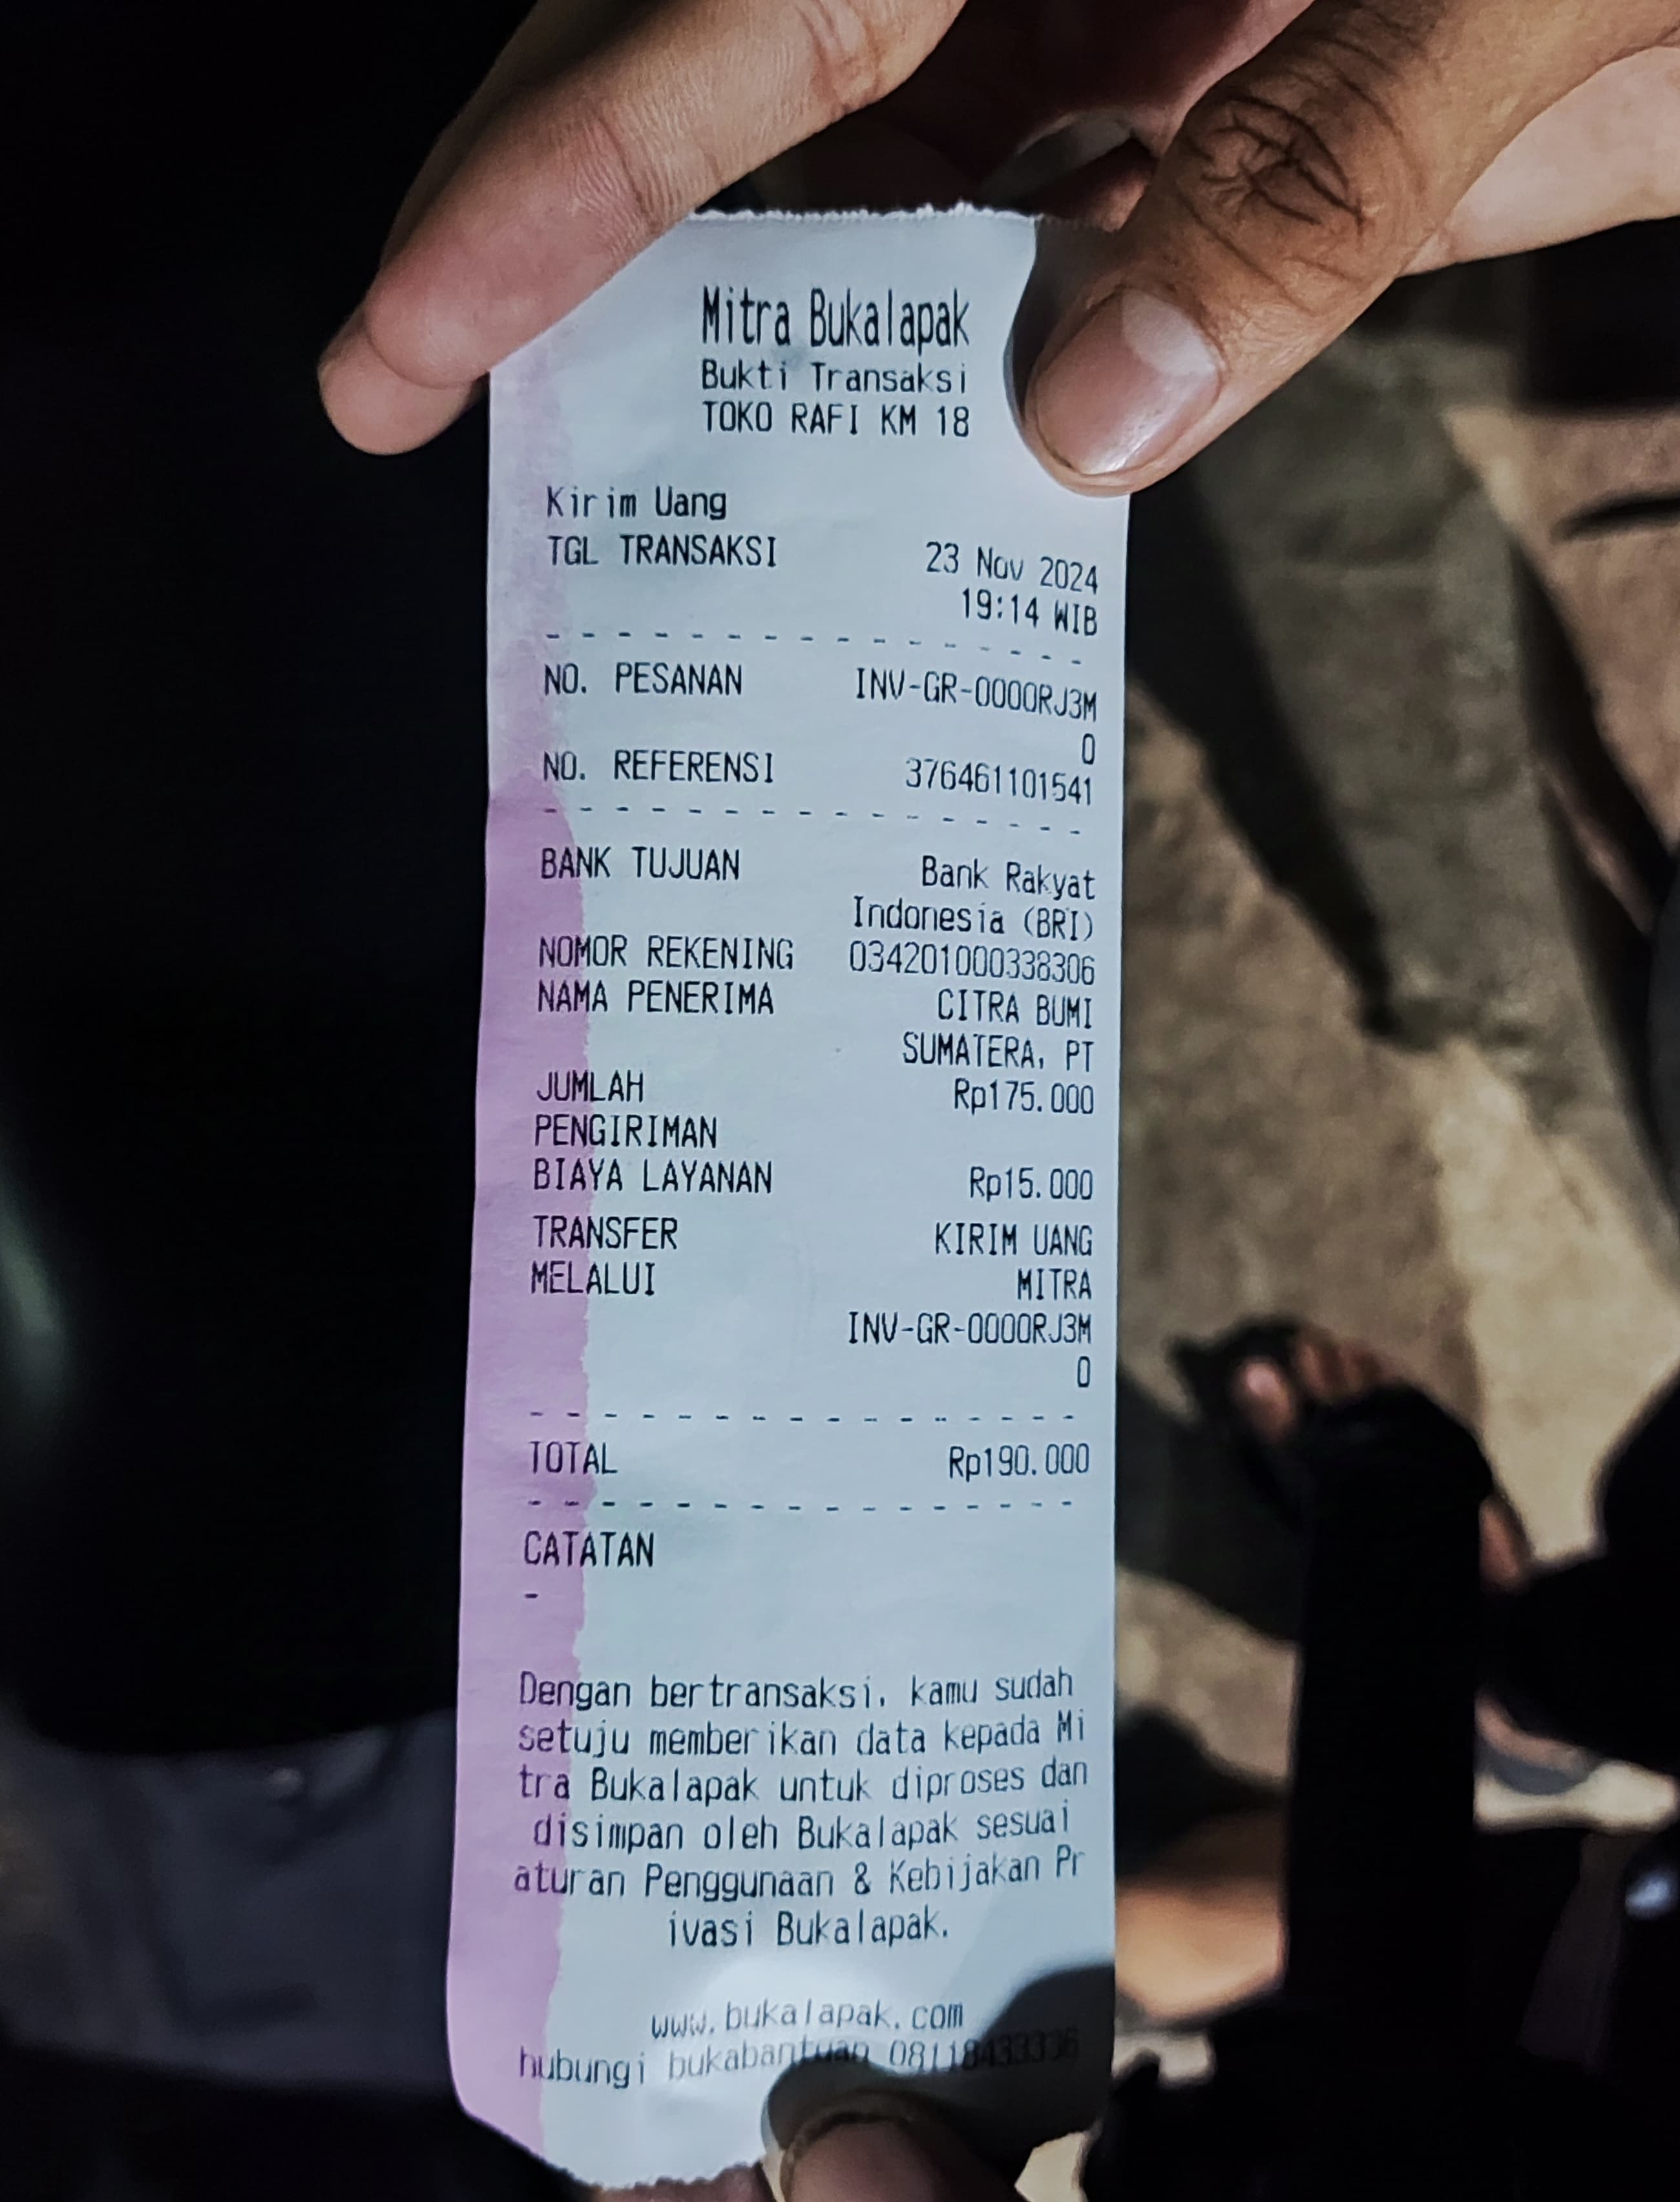 Mitra Bukalapak
Bukti Transaksi
TOKO RAFI KM 18
Kirim Uang
TGL TRANSAKSI 23 Nov 2024
19:14 WIB
NO. PESANAN INV-GR-0000RJ3M
0
NO. REFERENSI 376461101541
BANK TUJUAN Bank Rakyat
Indonesia (BRI)
NOMOR REKENING 034201000338306
NAMA PENERIMA CITRA BUMI
SUMATERA, PT
JUMLAH Rp175.000
PENGIRIMAN
BIAYA LAYANAN Rp15.000
TRANSFER KIRIM UANG
MELALUI MITRA
INV-GR-0000RJ3M
0
TOTAL Rp190.000
CATATAN
-
Dengan bertransaksi, kamu sudah
setuju memberikan data kepada Mi
tra Bukalapak untuk diproses dan
disimpan oleh Bukalapak sesuai
aturan Penggunaan & Kebijakan Pr
ivasi Bukalapak.
www.bukalapak.com
hubungi bukabantuan